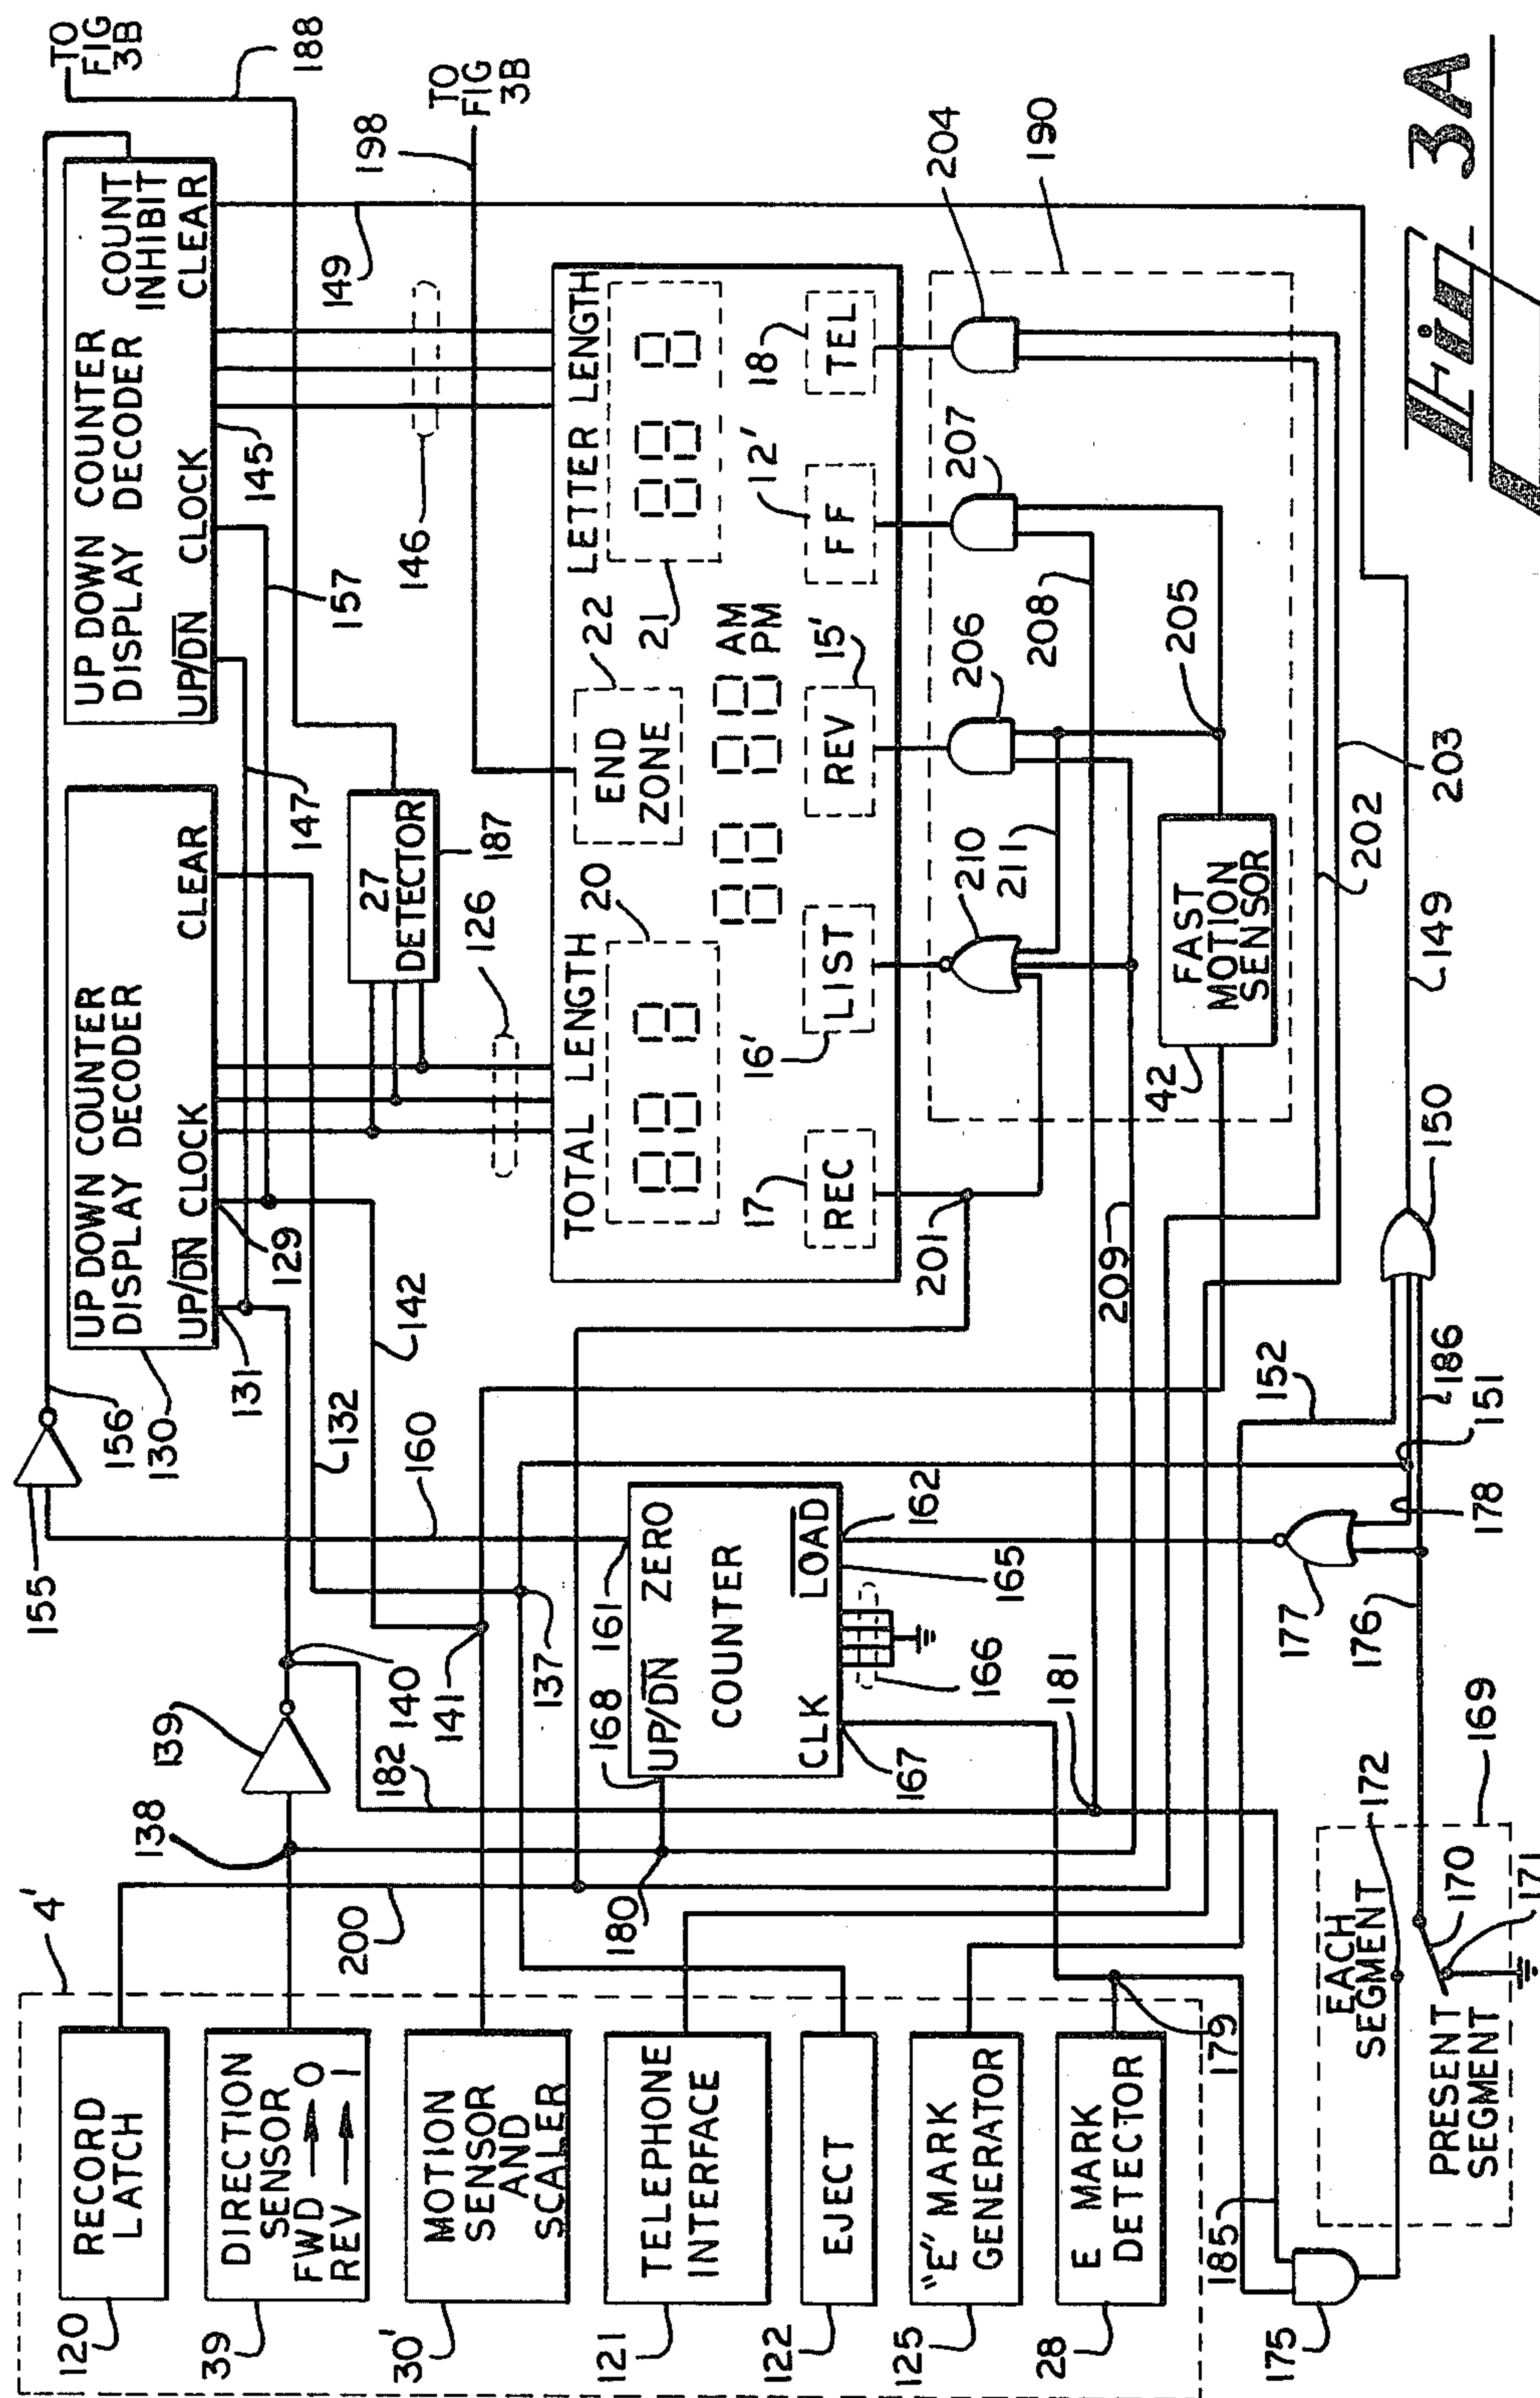 TO
FIG
3B
188
TO
FIG
3B
198
155
156
UP DOWN COUNTER
DISPLAY DECODER
UP/DN CLOCK
CLEAR
130
131
129
132
142
UP DOWN COUNTER
DISPLAY DECODER
COUNT
INHIBIT
UP/DN CLOCK
CLEAR
145
147
157
146
149
27
DETECTOR
187
126
4'
RECORD
LATCH
120
200
DIRECTION
SENSOR
FWD → 0
REV → 1
39
138
139
140
182
MOTION
SENSOR
AND
SCALER
30'
141
TELEPHONE
INTERFACE
121
EJECT
122
137
"E" MARK
GENERATOR
125
E MARK
DETECTOR
28
179
160
161
168
UP/DN ZERO
COUNTER
CLK LOAD
162
165
166
167
180
181
TOTAL LENGTH
20
END
ZONE
22
LETTER LENGTH
21
AM
PM
REC
17
LIST
16'
REV
15'
FF
12'
TEL
18
201
210
211
206
208
207
204
190
205
209
FAST
MOTION
SENSOR
42
202
203
152
186
151
178
150
149
177
176
185
175
EACH
SEGMENT
172
169
PRESENT
SEGMENT
170
171
Fig 3A